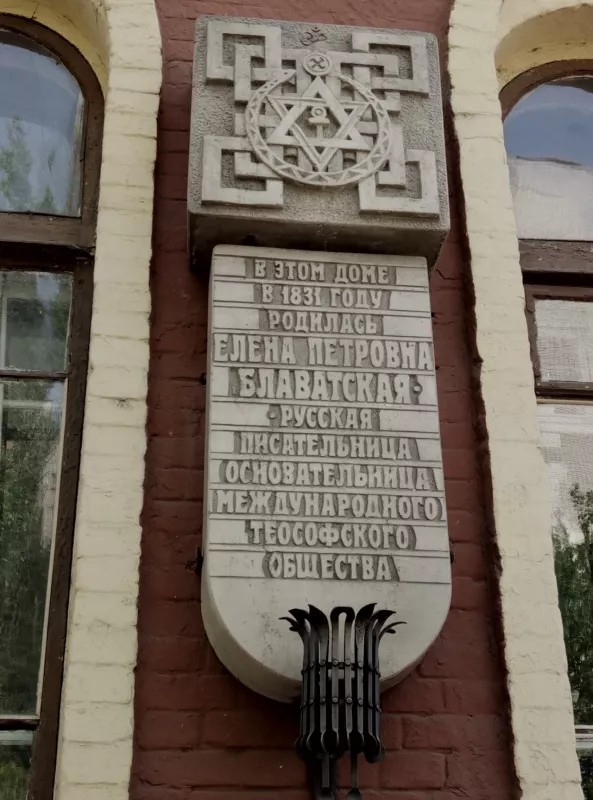 В ЭТОМ ДОМЕ
В 1831 ГОДУ
РОДИЛАСЬ
ЕЛЕНА ПЕТРОВНА
БЛАВАТСКАЯ·
·РУССКАЯ
ПИСАТЕЛЬНИЦА
ОСНОВАТЕЛЬНИЦА
МЕЖДУНАРОДНОГО
ТЕОСОФСКОГО
ОБЩЕСТВА